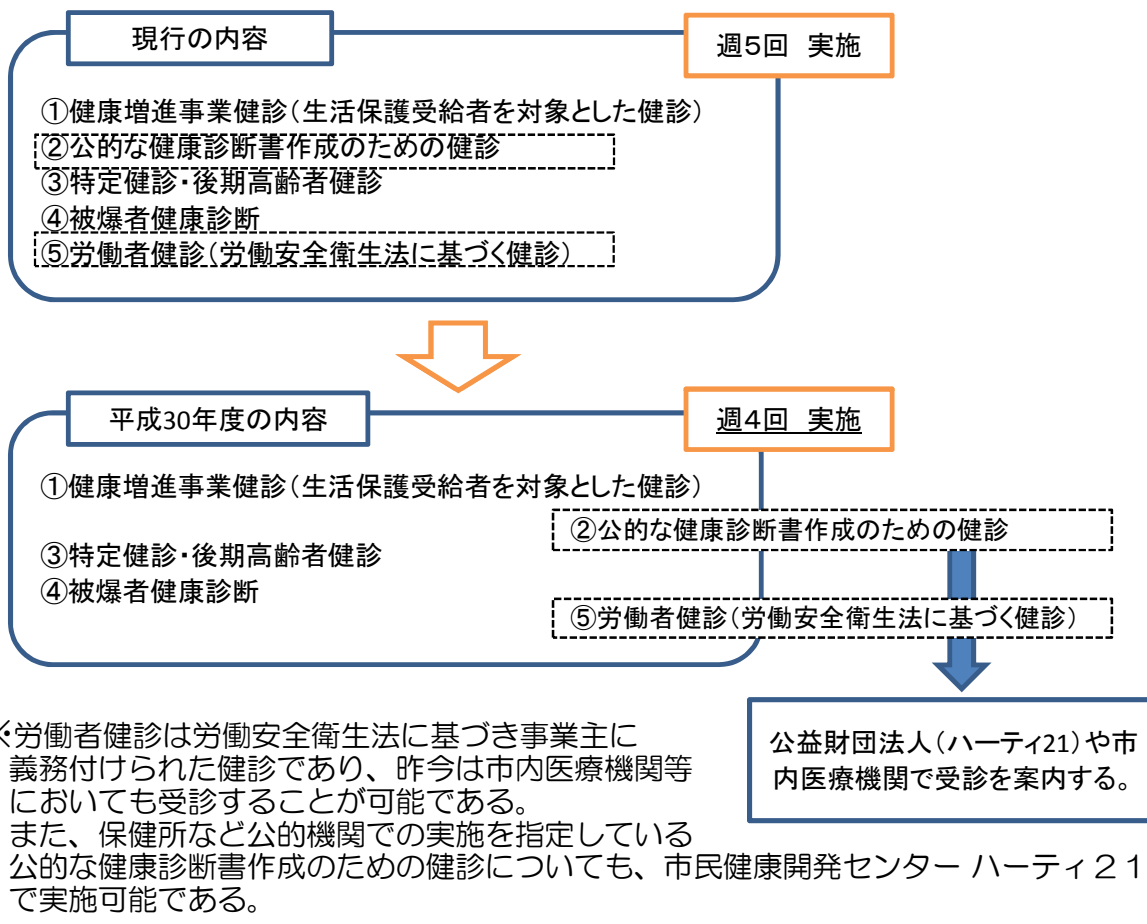 現行の内容
週5回 実施
①健康増進事業健診(生活保護受給者を対象とした健診)
②公的な健康診断書作成のための健診
③特定健診・後期高齢者健診
④被爆者健康診断
⑤労働者健診(労働安全衛生法に基づく健診)
平成30年度の内容
週4回 実施
①健康増進事業健診(生活保護受給者を対象とした健診)
②公的な健康診断書作成のための健診
③特定健診・後期高齢者健診
④被爆者健康診断
⑤労働者健診(労働安全衛生法に基づく健診)
公益財団法人(ハーティ21)や市
内医療機関で受診を案内する。
※労働者健診は労働安全衛生法に基づき事業主に
義務付けられた健診であり、昨今は市内医療機関等
においても受診することが可能である。
また、保健所など公的機関での実施を指定している
公的な健康診断書作成のための健診についても、市民健康開発センター ハーティ21
で実施可能である。